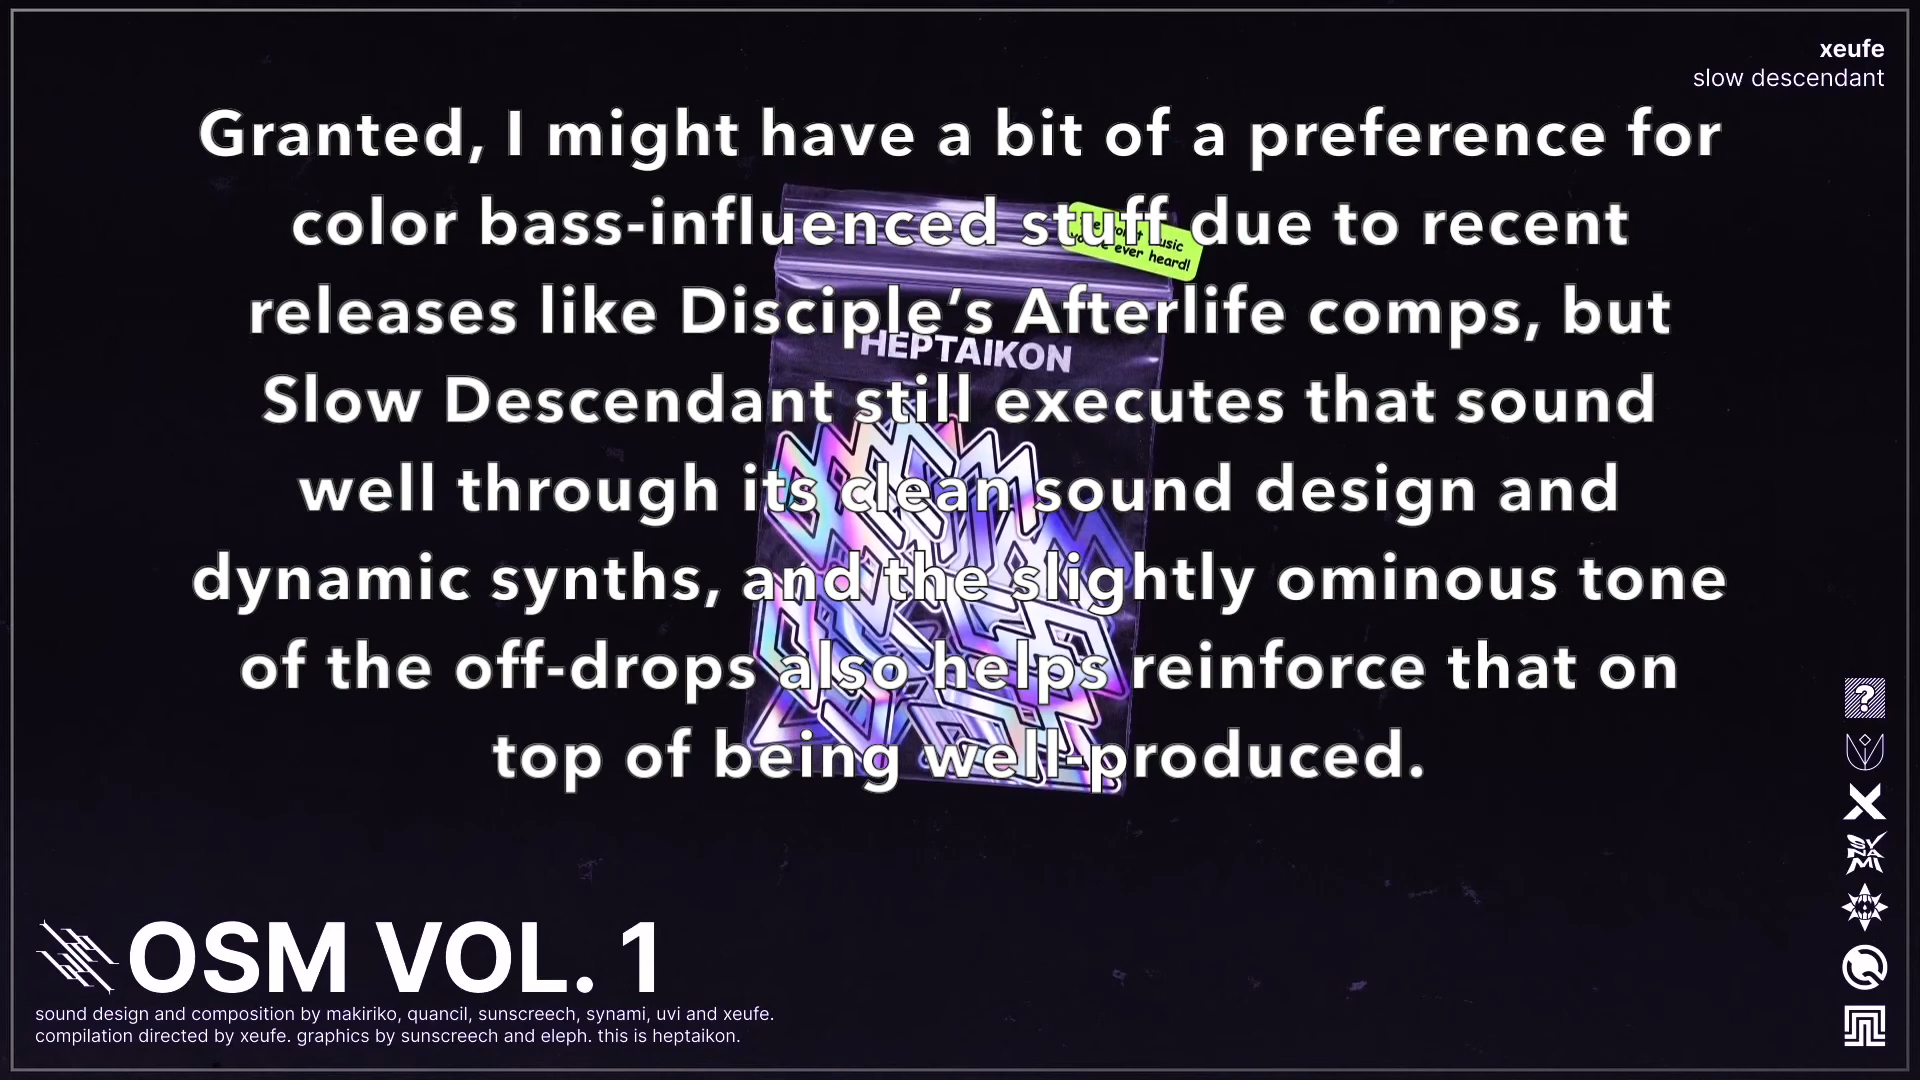 xeufe
slow descendant
Granted, I might have a bit of a preference for
color bass-influenced stuff due to recent
releases like Disciple's Afterlife comps, but
Slow Descendant still executes that sound
well through its clean sound design and
dynamic synths, and the slightly ominous tone
of the off-drops also helps reinforce that on
top of being well-produced.
ever heard!
HEPTAIKON
OSM VOL. 1
sound design and composition by makiriko, quancil, sunscreech, synami, uvi and xeufe.
compilation directed by xeufe. graphics by sunscreech and eleph. this is heptaikon.
?
SYNAMI